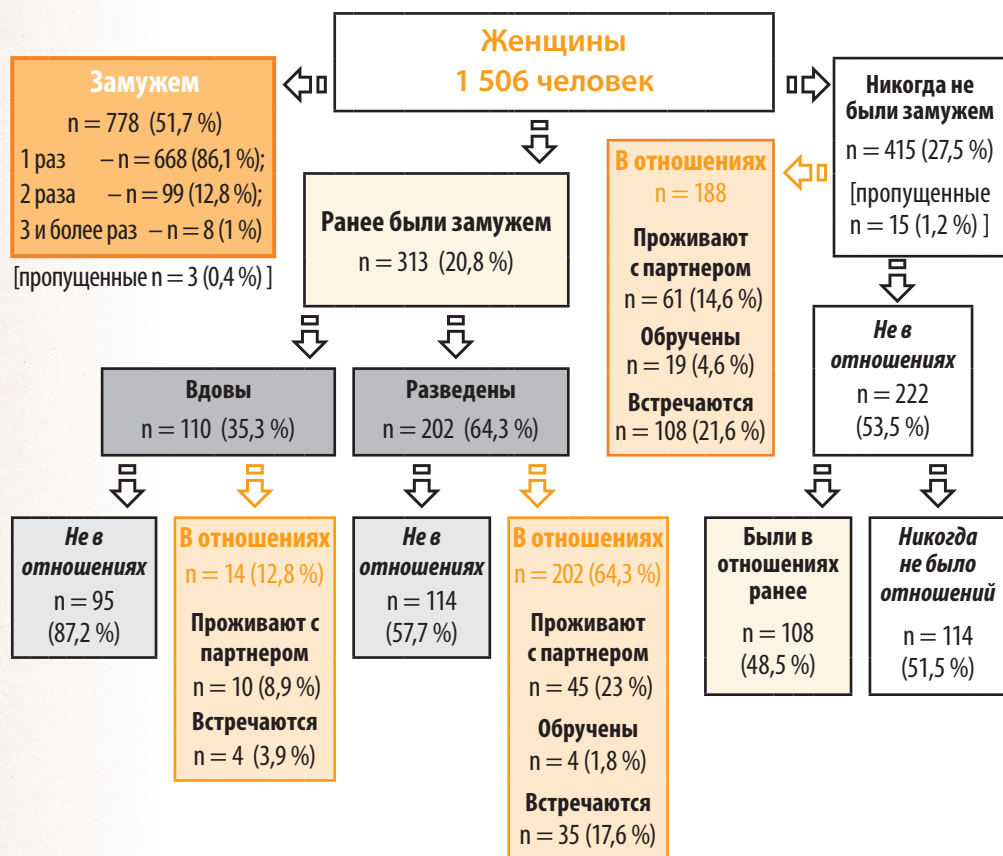 Женщины
1 506 человек
Замужем
n = 778 (51,7 %)
1 раз – n = 668 (86,1 %);
2 раза – n = 99 (12,8 %);
3 и более раз – n = 8 (1 %)
[пропущенные n = 3 (0,4 %) ]
Никогда не
были замужем
n = 415 (27,5 %)
[пропущенные
n = 15 (1,2 %) ]
Ранее были замужем
n = 313 (20,8 %)
В отношениях
n = 188
Проживают
с партнером
n = 61 (14,6 %)
Обручены
n = 19 (4,6 %)
Встречаются
n = 108 (21,6 %)
Не в
отношениях
n = 222
(53,5 %)
Вдовы
n = 110 (35,3 %)
Разведены
n = 202 (64,3 %)
Не в
отношениях
n = 95
(87,2 %)
В отношениях
n = 14 (12,8 %)
Проживают с
партнером
n = 10 (8,9 %)
Встречаются
n = 4 (3,9 %)
Не в
отношениях
n = 114
(57,7 %)
В отношениях
n = 202 (64,3 %)
Проживают
с партнером
n = 45 (23 %)
Обручены
n = 4 (1,8 %)
Встречаются
n = 35 (17,6 %)
Были в
отношениях
ранее
n = 108
(48,5 %)
Никогда
не было
отношений
n = 114
(51,5 %)